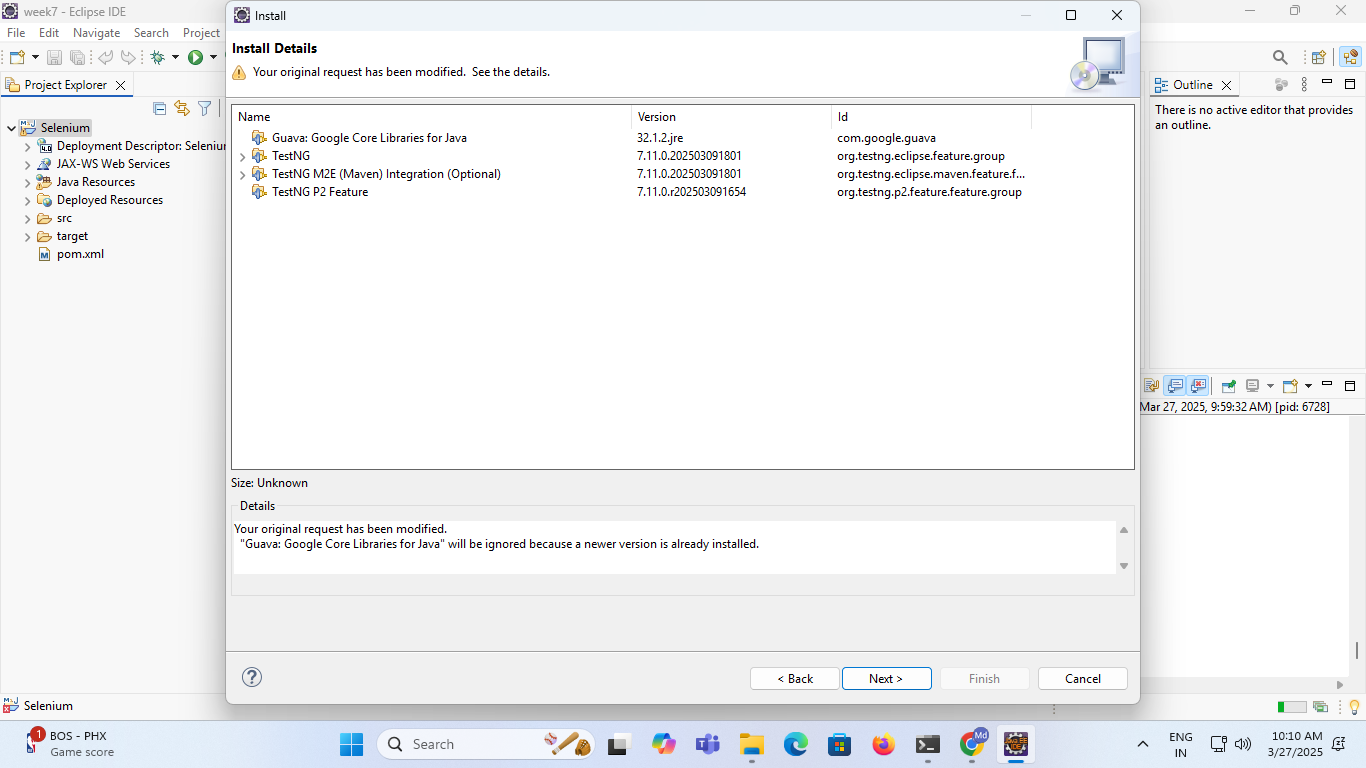 week7 - Eclipse IDE
File Edit Navigate Search Project
Project Explorer
Selenium
Deployment Descriptor: Selenium
JAX-WS Web Services
Java Resources
Deployed Resources
src
target
pom.xml
Install
Install Details
Your original request has been modified. See the details.
Name Version Id
Guava: Google Core Libraries for Java 32.1.2.jre com.google.guava
TestNG 7.11.0.202503091801 org.testng.eclipse.feature.group
TestNG M2E (Maven) Integration (Optional) 7.11.0.202503091801 org.testng.eclipse.maven.feature.f...
TestNG P2 Feature 7.11.0.r202503091654 org.testng.p2.feature.feature.group
Size: Unknown
Details
Your original request has been modified.
"Guava: Google Core Libraries for Java" will be ignored because a newer version is already installed.
< Back Next > Finish Cancel
Outline
There is no active editor that provides
an outline.
Mar 27, 2025, 9:59:32 AM) [pid: 6728]
Selenium
1
BOS - PHX
Game score
Search
Md
ENG
IN
10:10 AM
3/27/2025